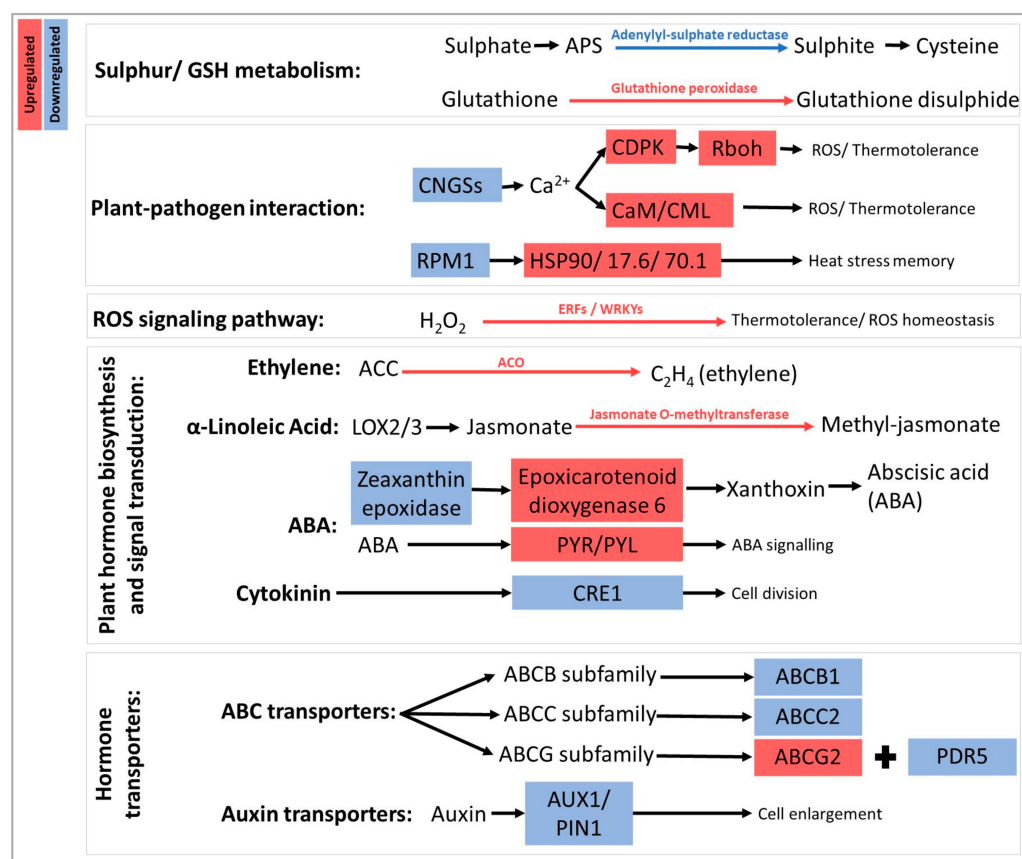 Upregulated
Downregulated
Sulphur/ GSH metabolism:
Sulphate
APS
Adenylyl-sulphate reductase
Sulphite
Cysteine
Glutathione
Glutathione peroxidase
Glutathione disulphide
Plant-pathogen interaction:
CNGSs
Ca²⁺
CDPK
Rboh
ROS/ Thermotolerance
CaM/CML
ROS/ Thermotolerance
RPM1
HSP90/ 17.6/ 70.1
Heat stress memory
ROS signaling pathway:
H₂O₂
ERFs / WRKYs
Thermotolerance/ ROS homeostasis
Plant hormone biosynthesis
and signal transduction:
Ethylene:
ACC
ACO
C₂H₄ (ethylene)
α-Linoleic Acid:
LOX2/3
Jasmonate
Jasmonate O-methyltransferase
Methyl-jasmonate
ABA:
Zeaxanthin
epoxidase
Epoxicarotenoid
dioxygenase 6
Xanthoxin
Abscisic acid
(ABA)
ABA
PYR/PYL
ABA signalling
Cytokinin
CRE1
Cell division
Hormone
transporters:
ABC transporters:
ABCB subfamily
ABCB1
ABCC subfamily
ABCC2
ABCG subfamily
ABCG2
+
PDR5
Auxin transporters:
Auxin
AUX1/
PIN1
Cell enlargement